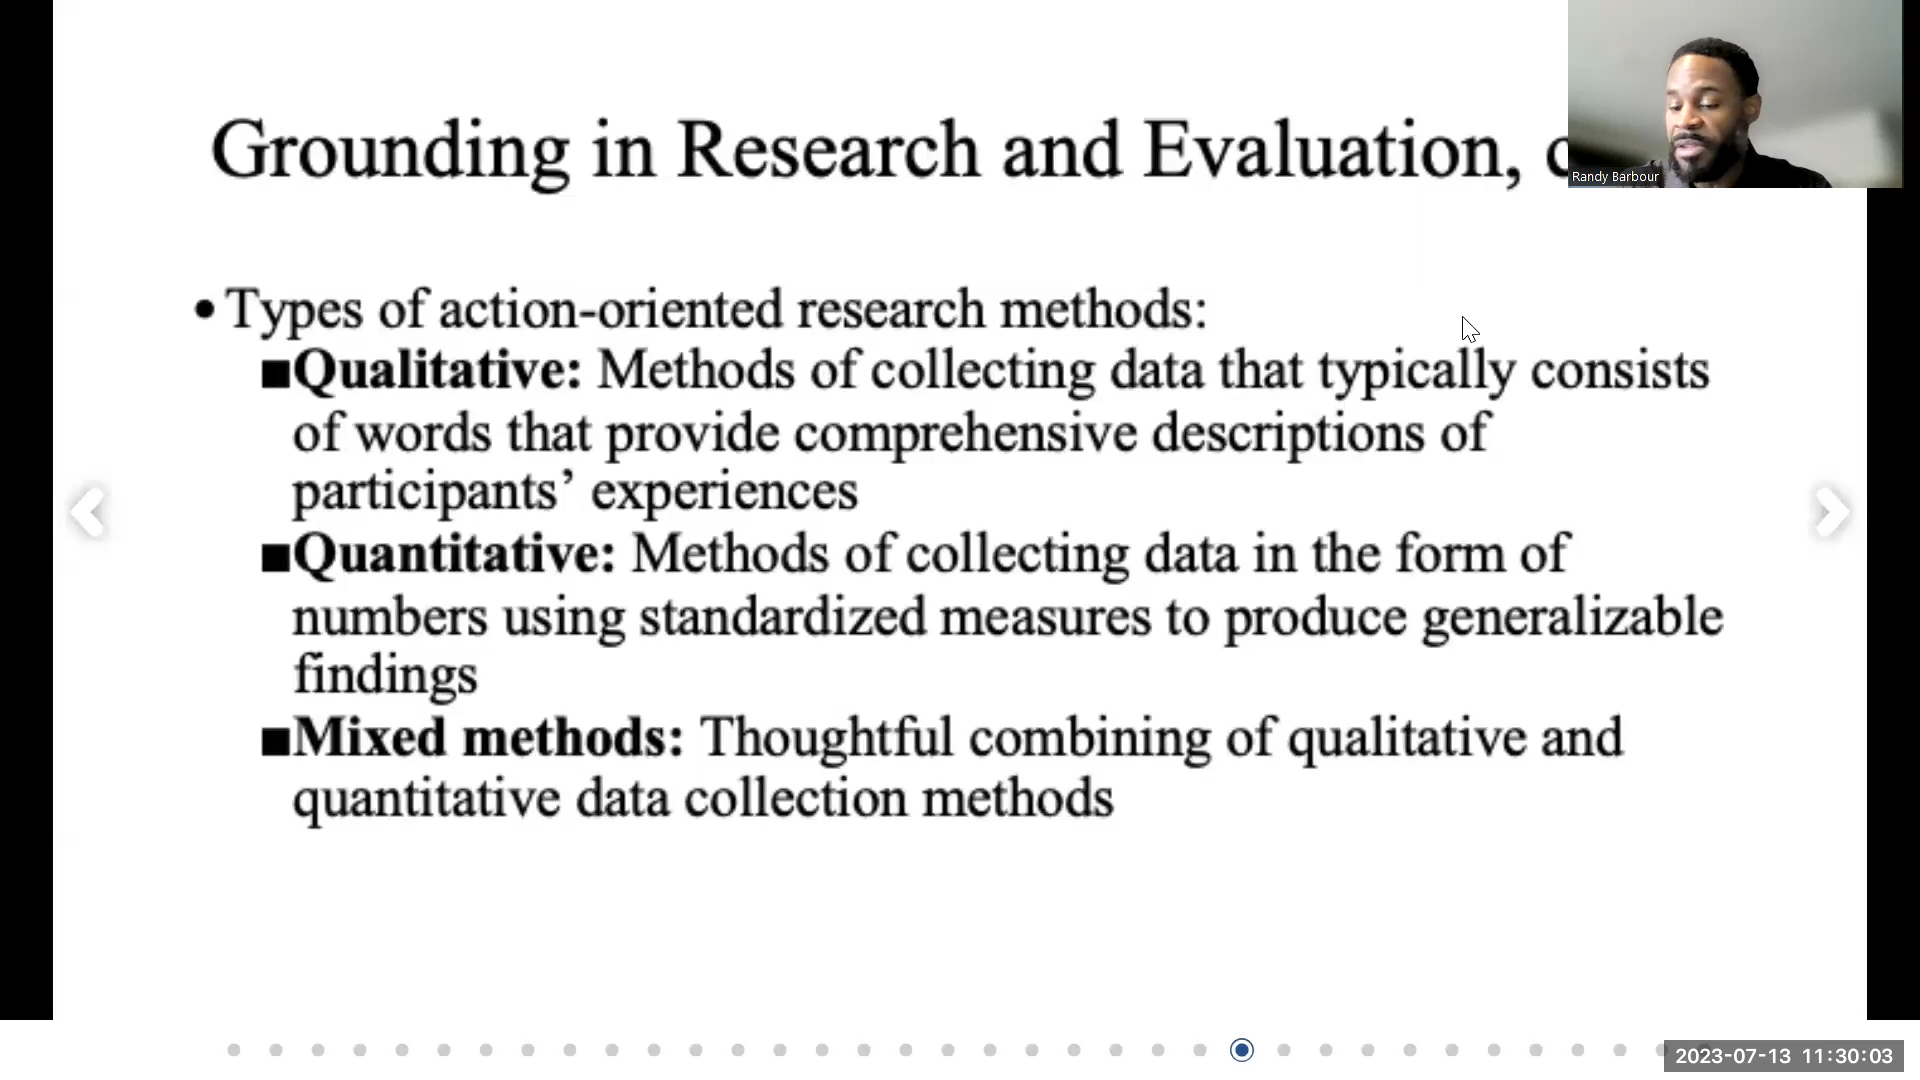 Grounding in Research and Evaluation,
Randy Barbour
• Types of action-oriented research methods:
■Qualitative: Methods of collecting data that typically consists
of words that provide comprehensive descriptions of
participants’ experiences
■Quantitative: Methods of collecting data in the form of
numbers using standardized measures to produce generalizable
findings
■Mixed methods: Thoughtful combining of qualitative and
quantitative data collection methods
2023-07-13 11:30:03